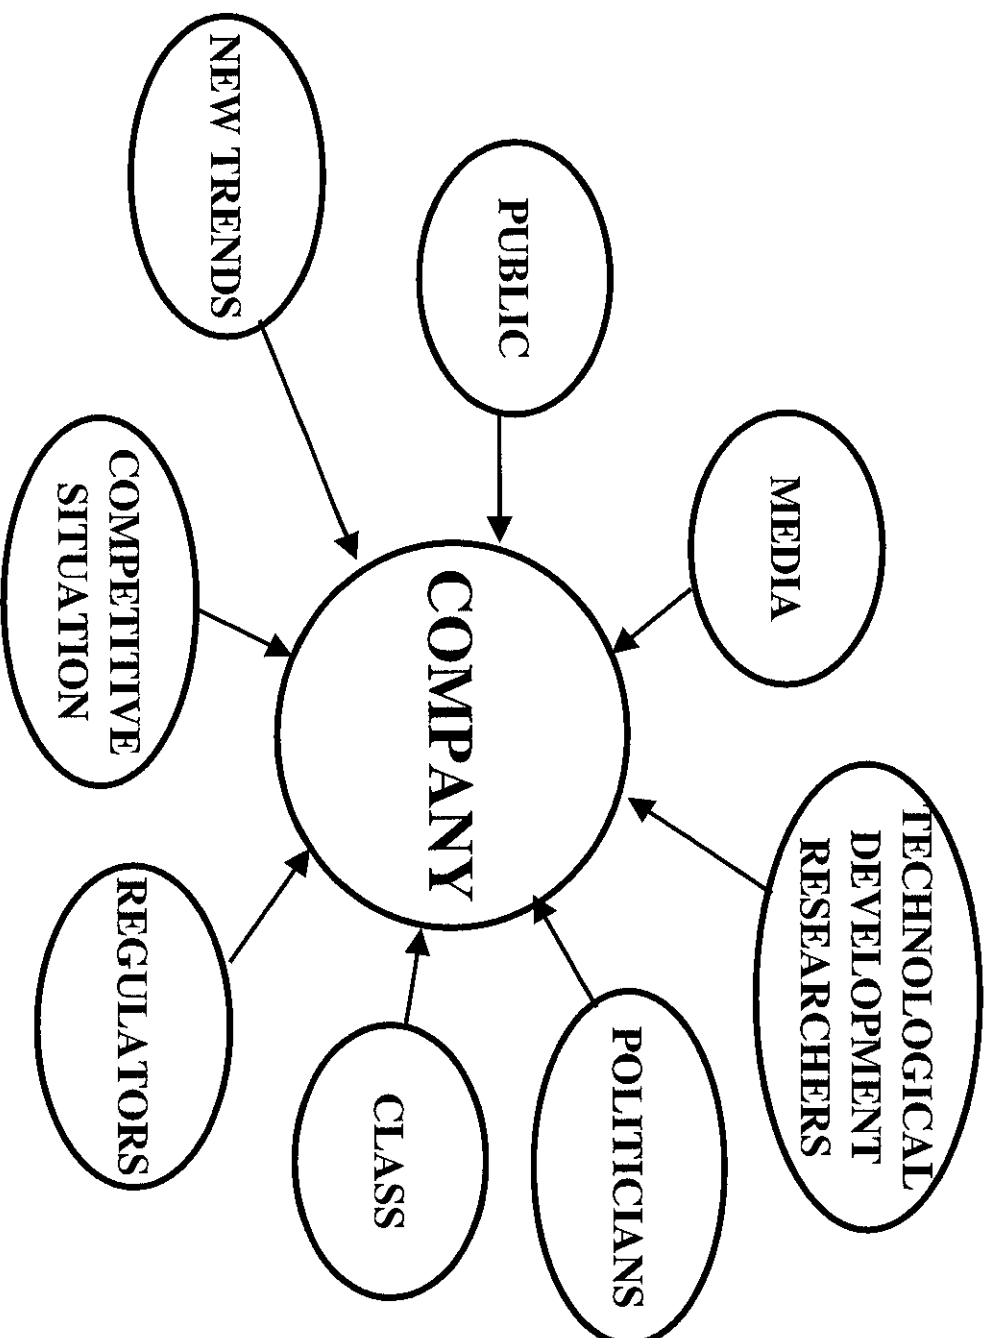 TECHNOLOGICAL
DEVELOPMENT
RESEARCHERS
MEDIA
POLITICIANS
PUBLIC
COMPANY
CLASS
NEW TRENDS
REGULATORS
COMPETITIVE
SITUATION